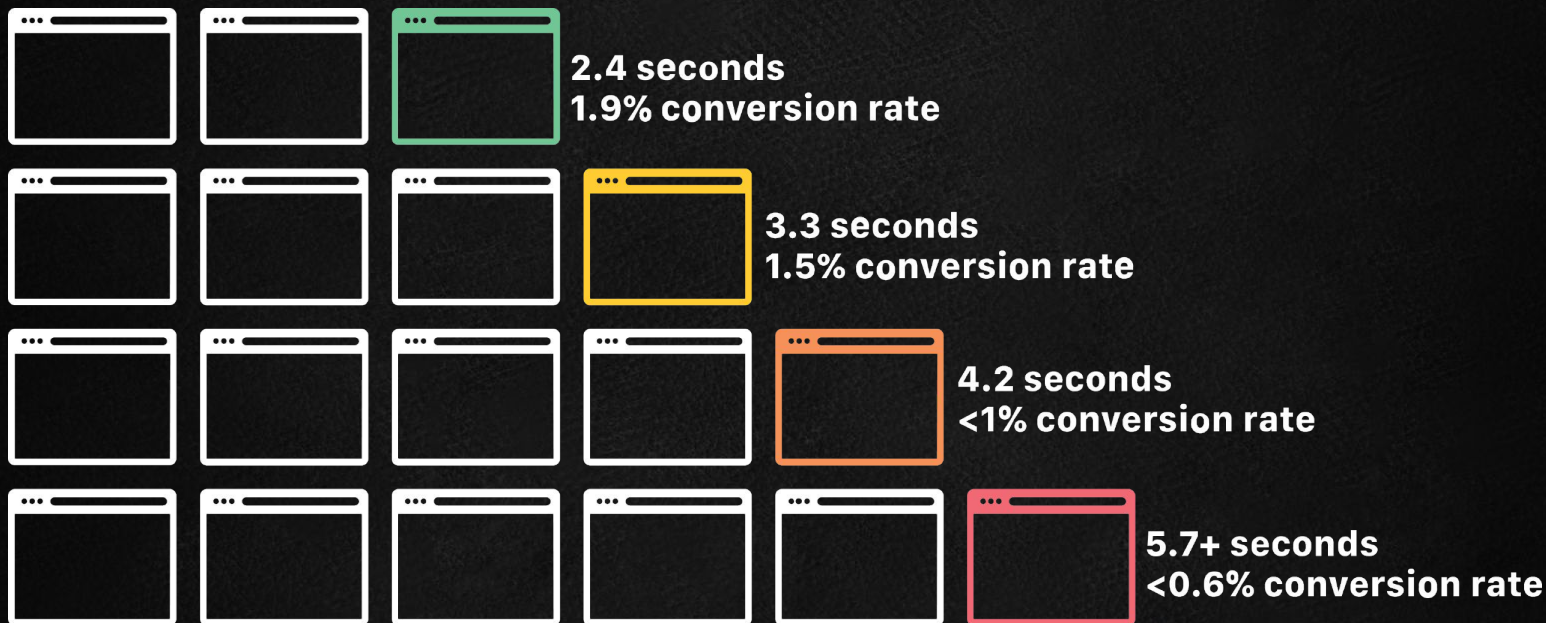 2.4 seconds
1.9% conversion rate
3.3 seconds
1.5% conversion rate
4.2 seconds
<1% conversion rate
5.7+ seconds
<0.6% conversion rate